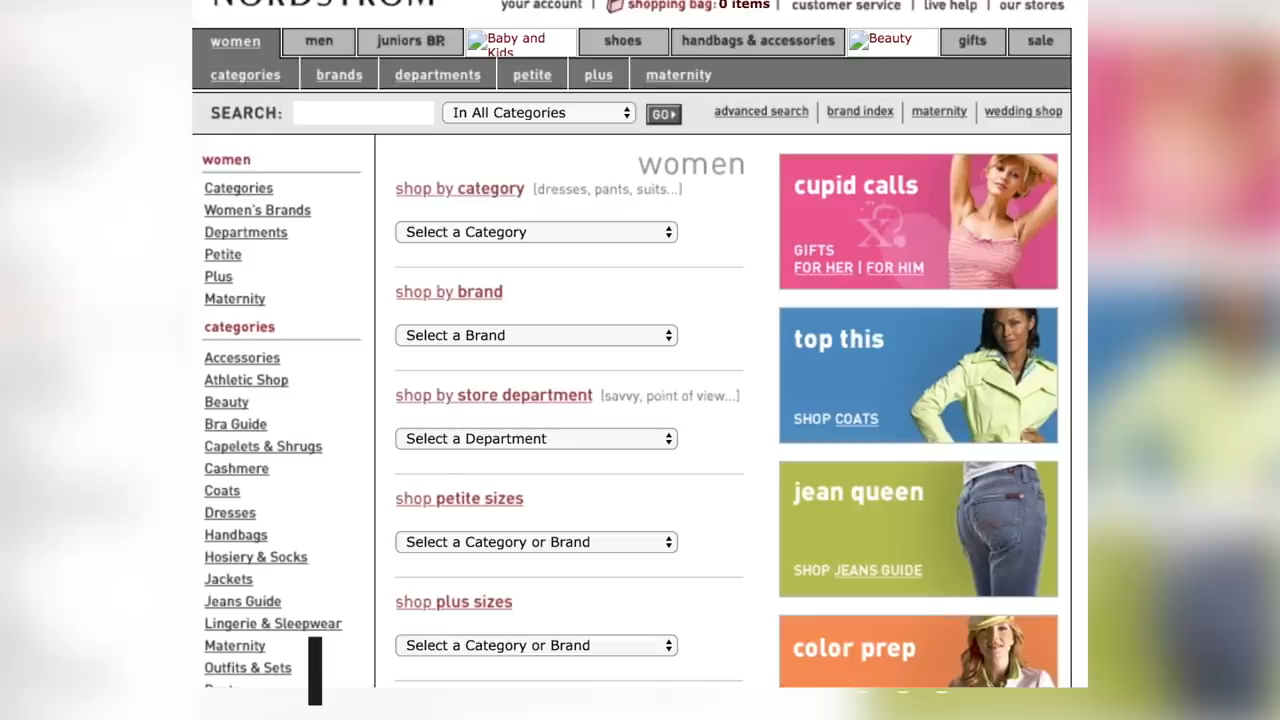 NORDSTROM
your account | shopping bag: 0 items | customer service | live help | our stores
women men juniors BP. Baby and Kids shoes handbags & accessories Beauty gifts sale
categories brands departments petite plus maternity
SEARCH: In All Categories GO advanced search brand index maternity wedding shop
women
Categories
Women's Brands
Departments
Petite
Plus
Maternity
categories
Accessories
Athletic Shop
Beauty
Bra Guide
Capelets & Shrugs
Cashmere
Coats
Dresses
Handbags
Hosiery & Socks
Jackets
Jeans Guide
Lingerie & Sleepwear
Maternity
Outfits & Sets
women
shop by category (dresses, pants, suits...)
Select a Category
shop by brand
Select a Brand
shop by store department (savvy, point of view...)
Select a Department
shop petite sizes
Select a Category or Brand
shop plus sizes
Select a Category or Brand
cupid calls
GIFTS
FOR HER | FOR HIM
top this
SHOP COATS
jean queen
SHOP JEANS GUIDE
color prep